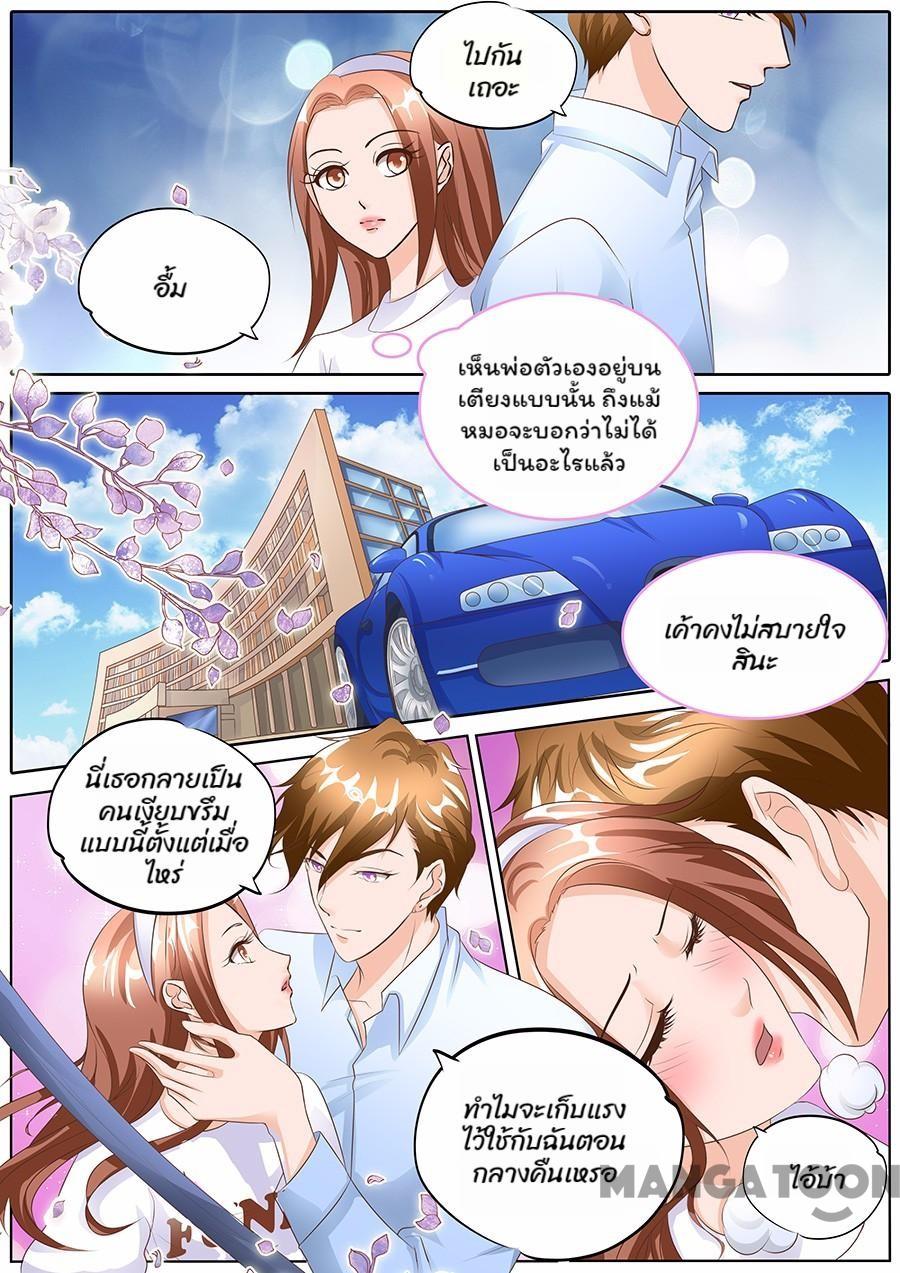 ไปกัน
เถอะ
อื้ม
เห็นพ่อตัวเองอยู่บน
เตียงแบบนั้น ถึงแม้
หมอจะบอกว่าไม่ได้
เป็นอะไรแล้ว
เค้าคงไม่สบายใจ
สินะ
นี่เธอกลายเป็น
คนเงียบขรึม
แบบนี้ตั้งแต่เมื่อ
ไหร่
ทำไมจะเก็บแรง
ไว้ใช้กับฉันตอน
กลางคืนเหรอ
ไอ้บ้า
MANGATOON